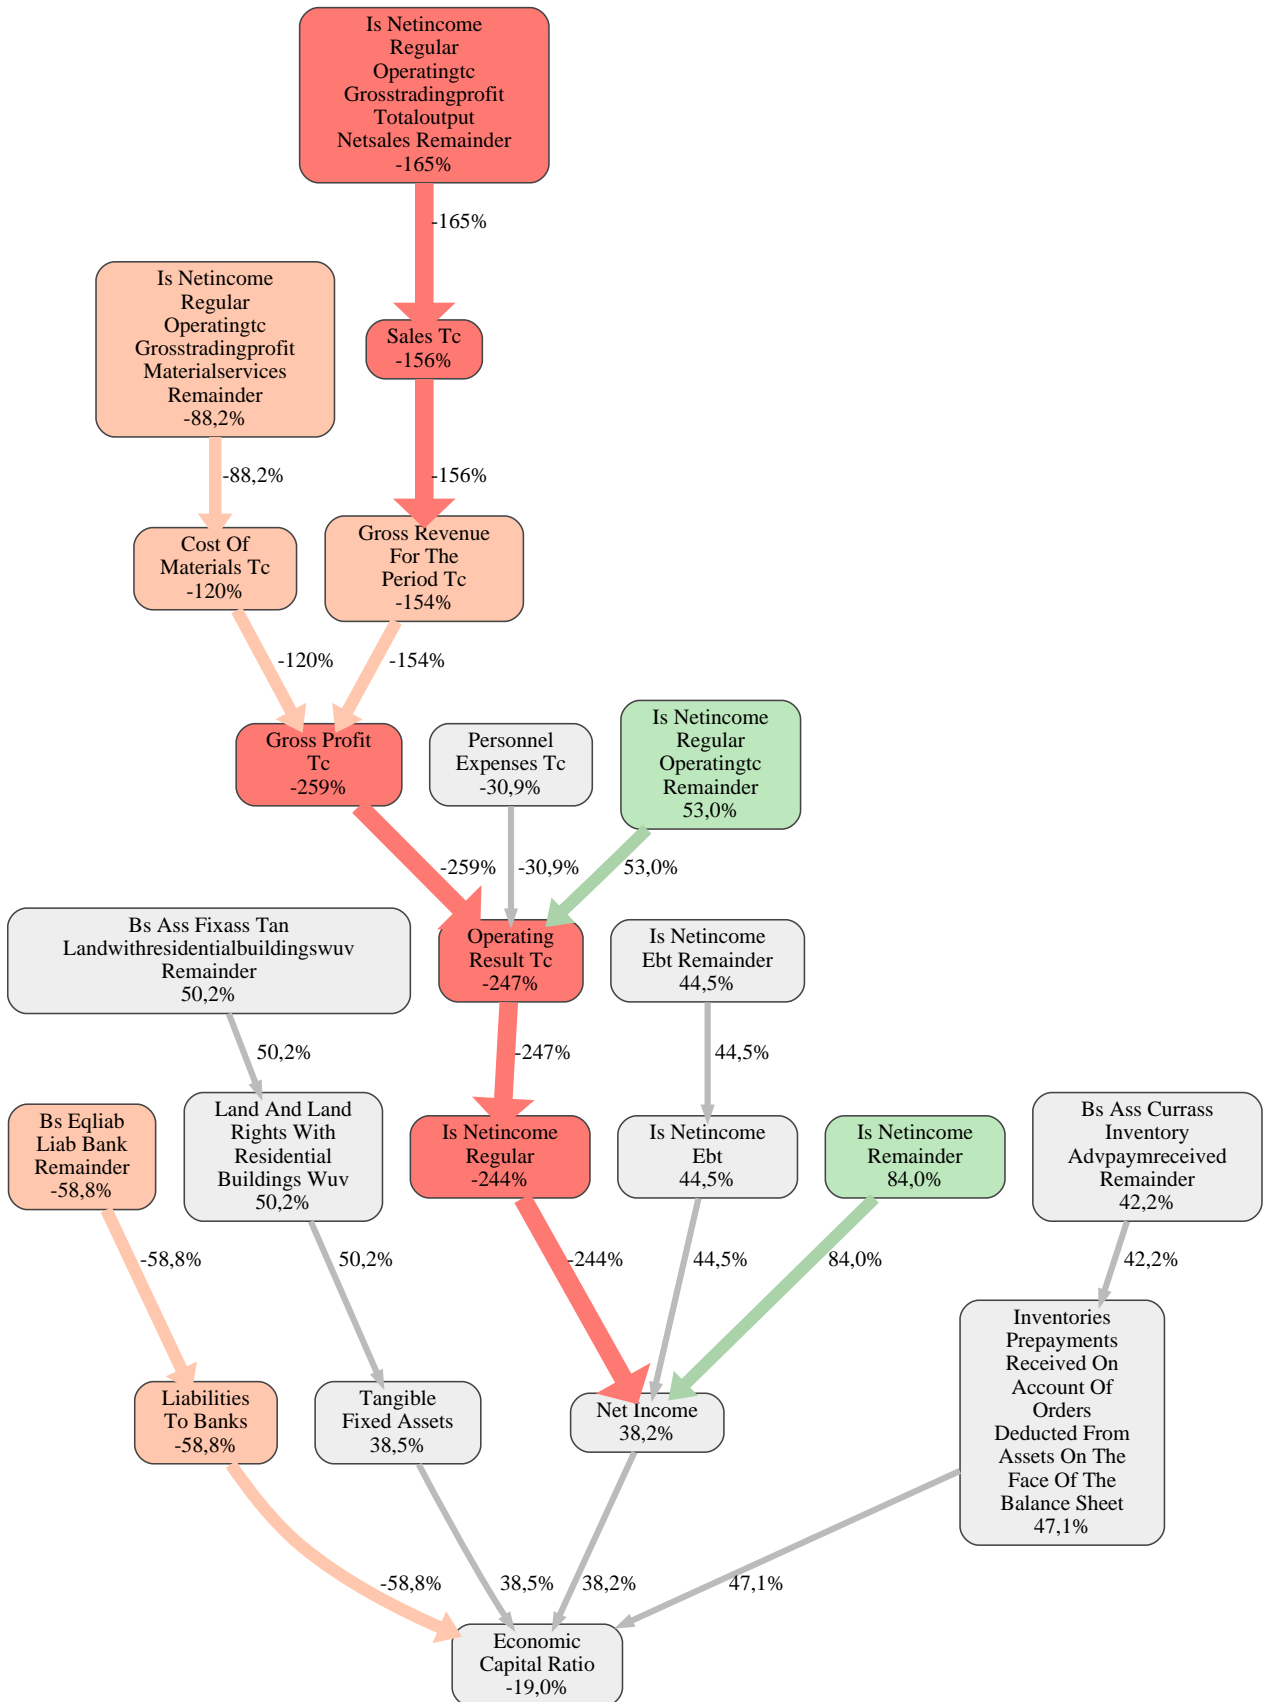 Is Netincome
Regular
Operatingtc
Grosstradingprofit
Totaloutput
Netsales Remainder
-165%
-165%
Is Netincome
Regular
Operatingtc
Grosstradingprofit
Materialservices
Remainder
-88,2%
Sales Tc
-156%
-88,2%
-156%
Cost Of
Materials Tc
-120%
Gross Revenue
For The
Period Tc
-154%
-120%
-154%
Gross Profit
Tc
-259%
Personnel
Expenses Tc
-30,9%
Is Netincome
Regular
Operatingtc
Remainder
53,0%
-259%
-30,9%
53,0%
Bs Ass Fixass Tan
Landwithresidentialbuildingswuv
Remainder
50,2%
Operating
Result Tc
-247%
Is Netincome
Ebt Remainder
44,5%
50,2%
-247%
44,5%
Bs Eqliab
Liab Bank
Remainder
-58,8%
Land And Land
Rights With
Residential
Buildings Wuv
50,2%
Is Netincome
Regular
-244%
Is Netincome
Ebt
44,5%
Is Netincome
Remainder
84,0%
Bs Ass Currass
Inventory
Advpaymreceived
Remainder
42,2%
-58,8%
50,2%
-244%
44,5%
84,0%
42,2%
Liabilities
To Banks
-58,8%
Tangible
Fixed Assets
38,5%
Net Income
38,2%
Inventories
Prepayments
Received On
Account Of
Orders
Deducted From
Assets On The
Face Of The
Balance Sheet
47,1%
-58,8%
38,5%
38,2%
47,1%
Economic
Capital Ratio
-19,0%